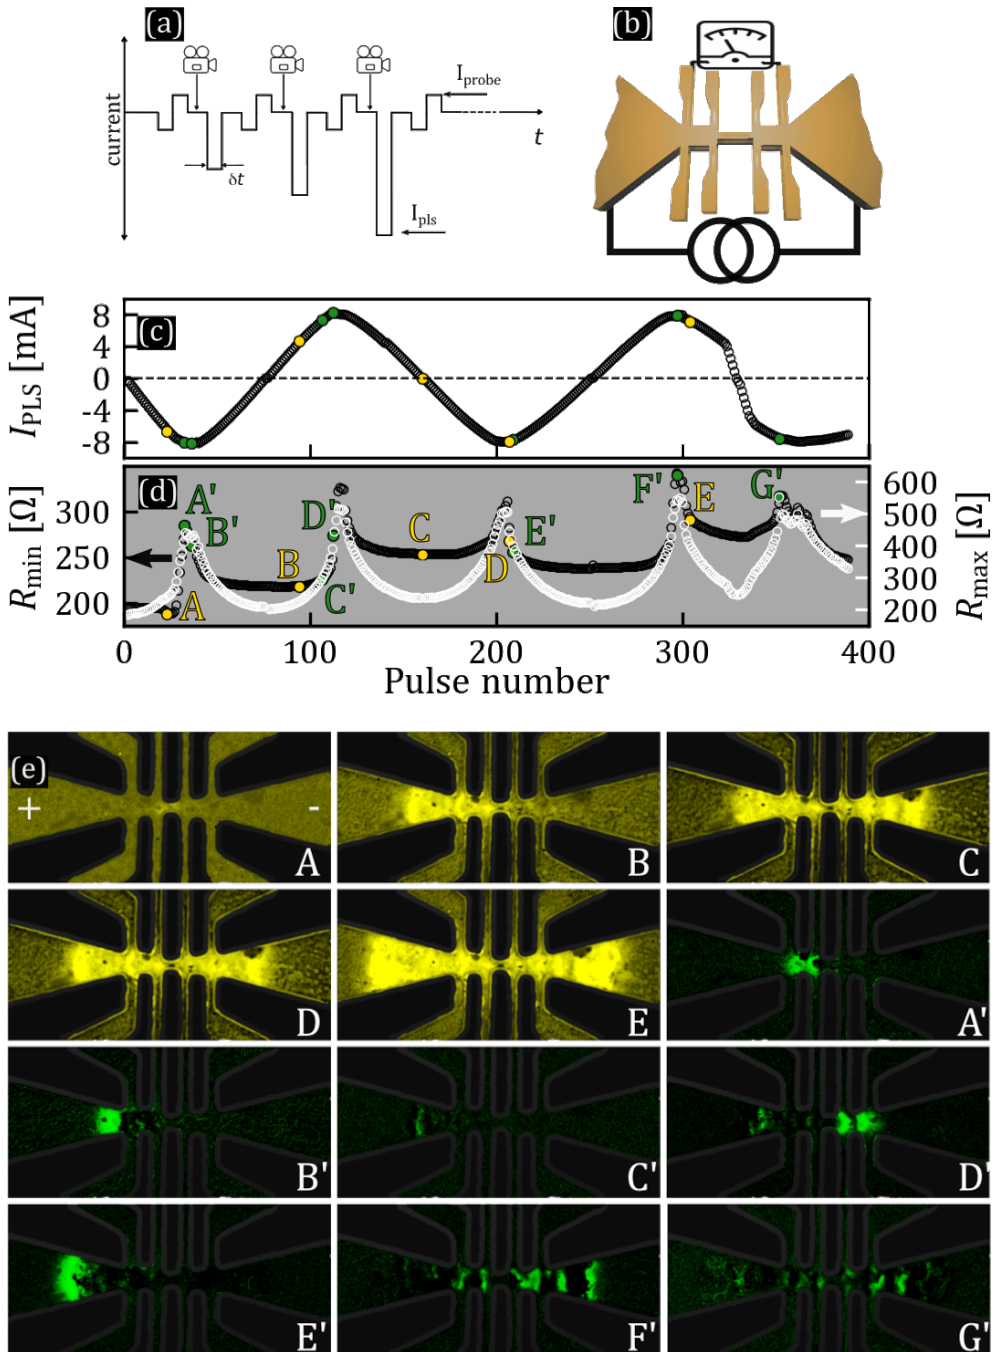 (a)
current
I_probe
δt
I_pls
t
(b)
(c)
I_PLS [mA]
8
4
0
-4
-8
(d)
R_min [Ω]
300
250
200
A'
B'
A
B
D'
C'
C
D
E'
F'
E
G'
600
500
400
300
200
R_max [Ω]
0 100 200 300 400
Pulse number
(e)
+ -
A
B
C
D
E
A'
B'
C'
D'
E'
F'
G'